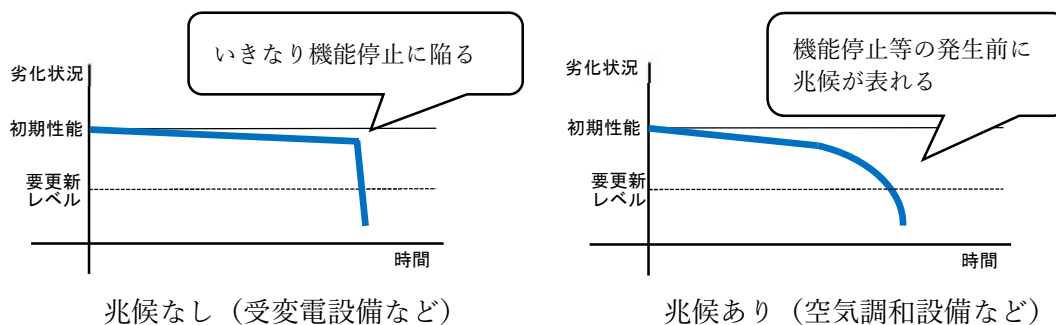 いきなり機能停止に陥る
劣化状況
初期性能
要更新
レベル
時間
兆候なし（受変電設備など）
機能停止等の発生前に
兆候が表れる
劣化状況
初期性能
要更新
レベル
時間
兆候あり（空気調和設備など）